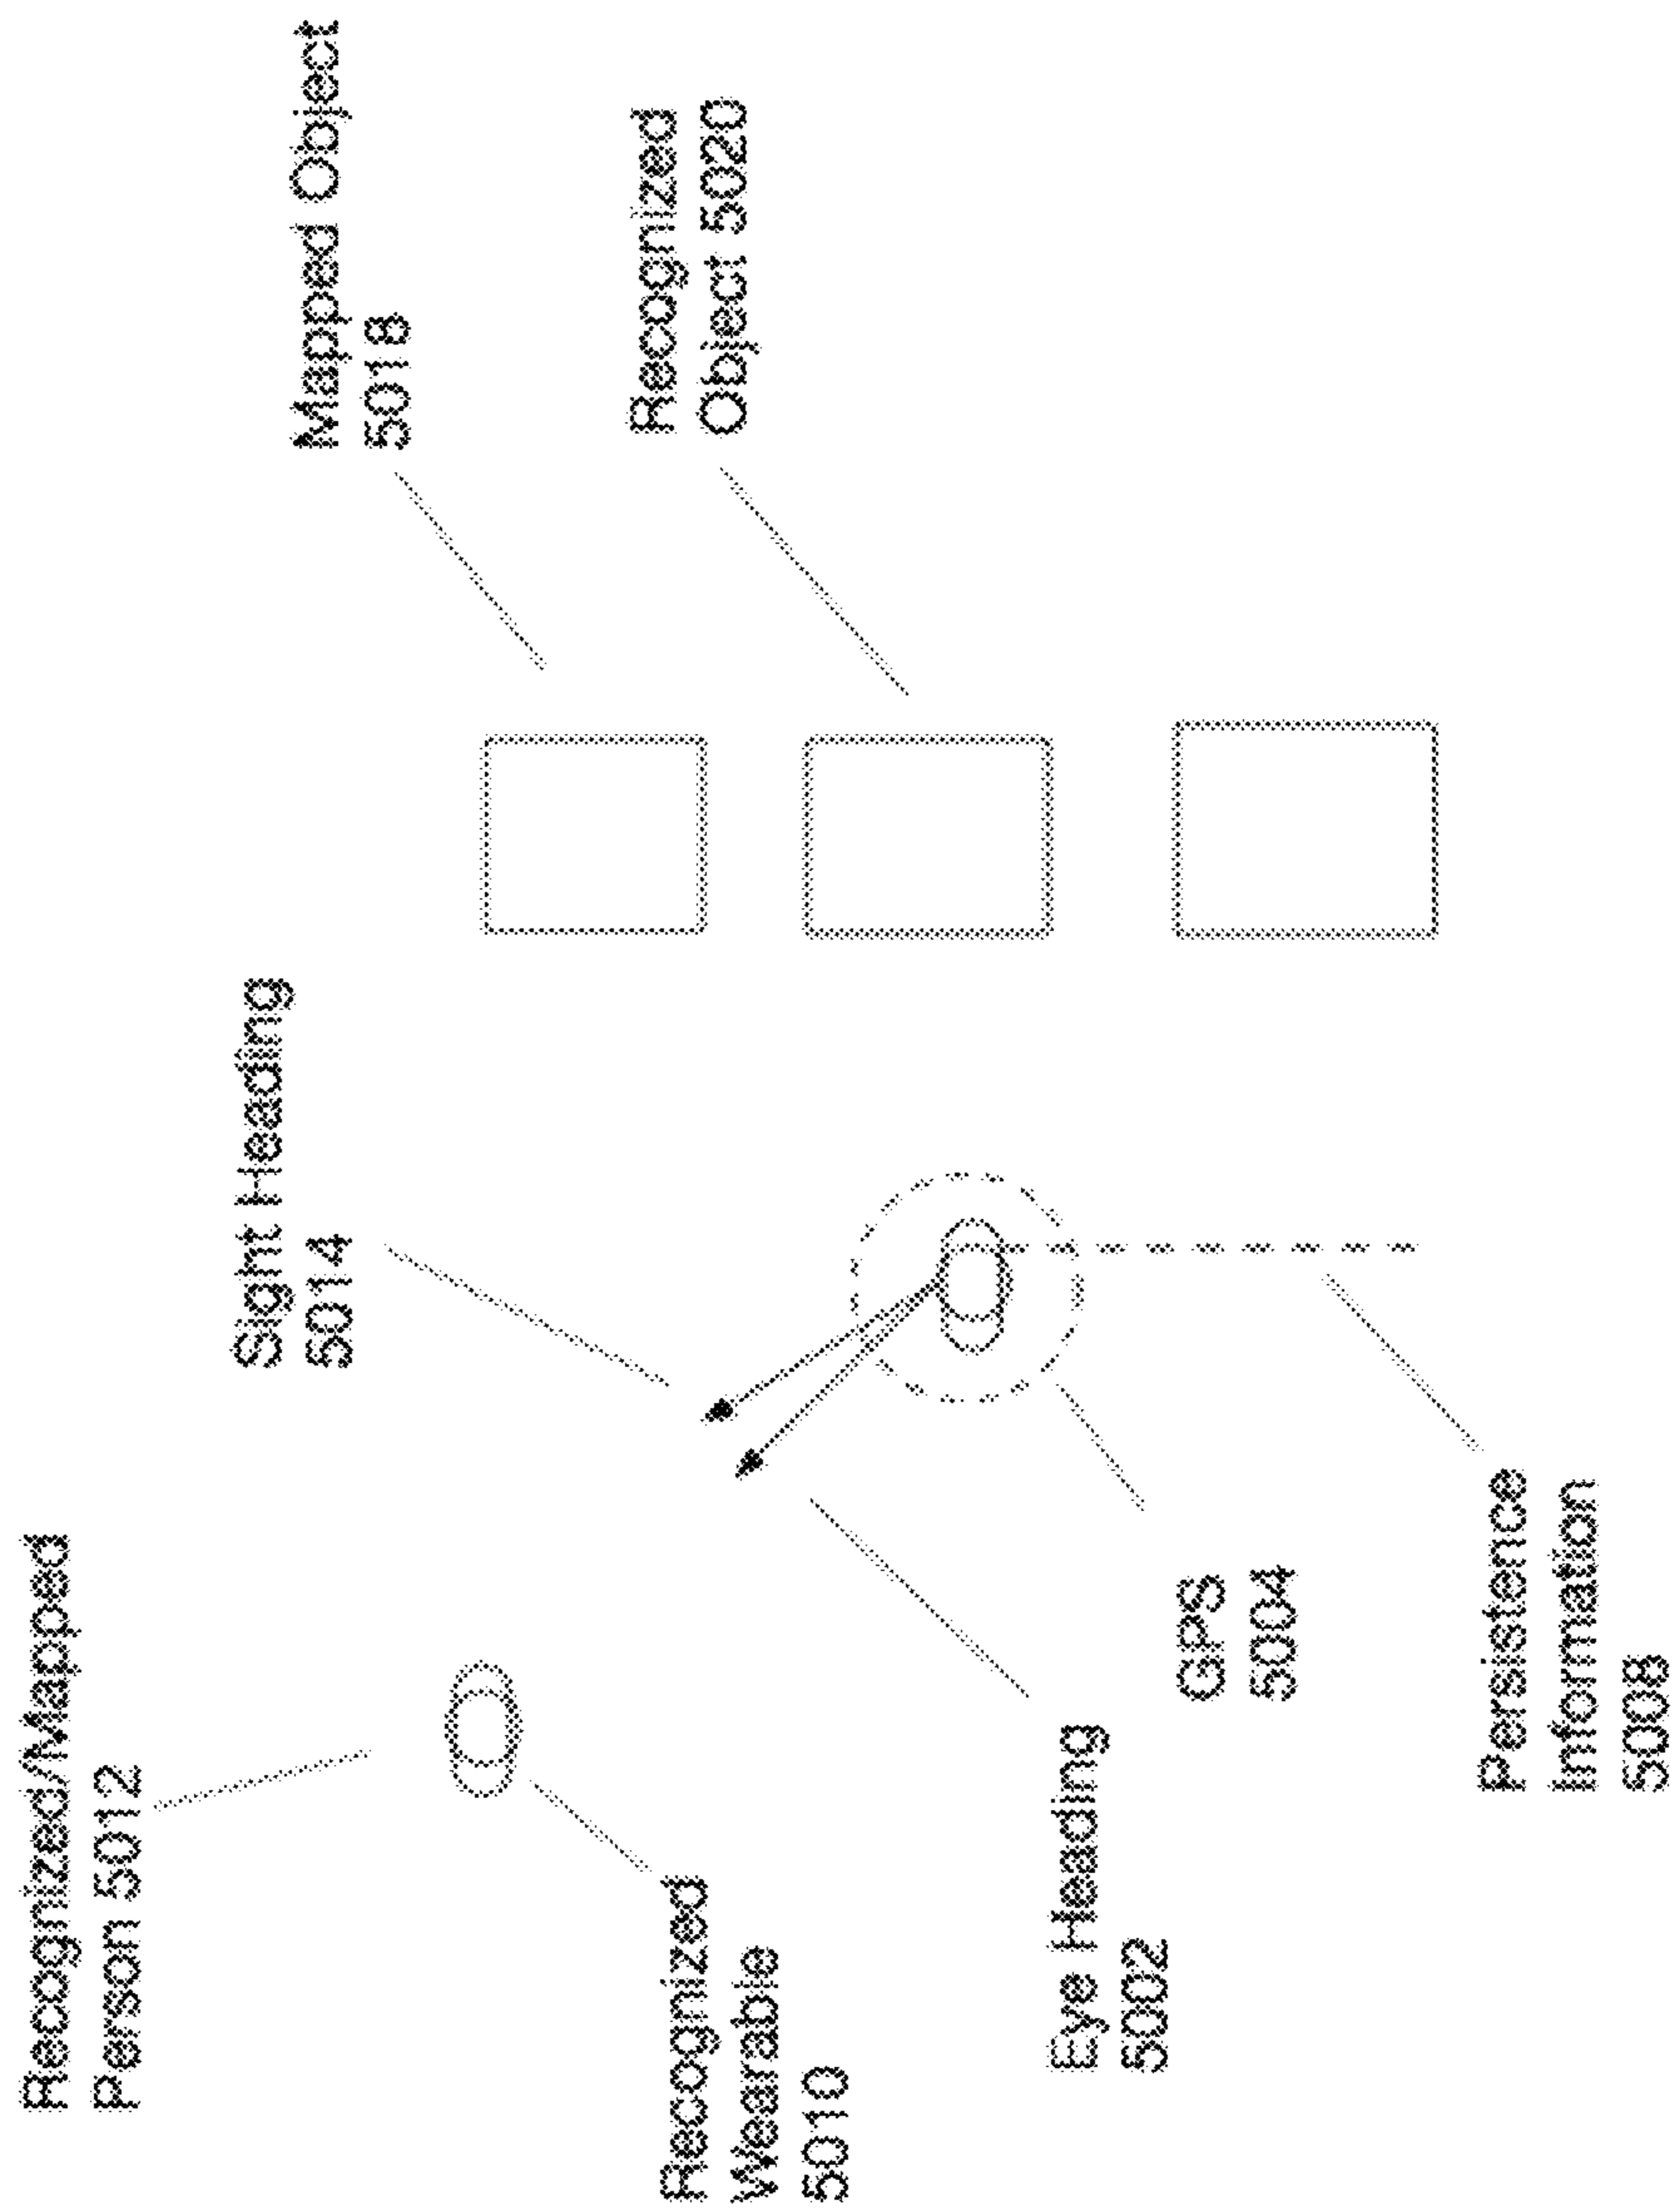 Recognized/Mapped
Person 5012
Sight Heading
5014
Mapped Object
5018
Recognized
Object 5020
Recognized
Wearable
5010
Eye Heading
5002
GPS
5004
Persistence
Information
5008